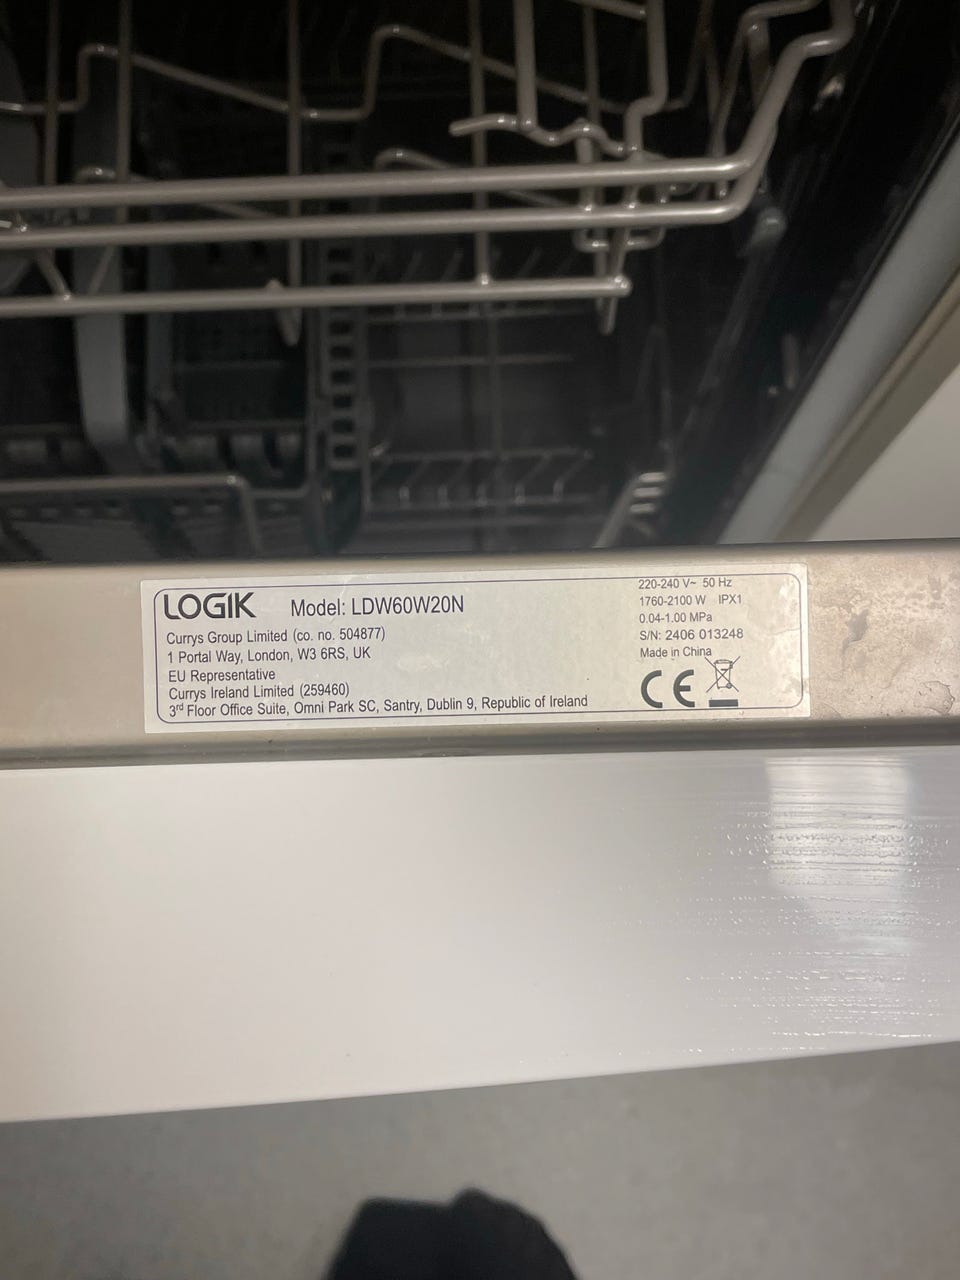 LOGIK Model: LDW60W20N
Currys Group Limited (co. no. 504877)
1 Portal Way, London, W3 6RS, UK
EU Representative
Currys Ireland Limited (259460)
3rd Floor Office Suite, Omni Park SC, Santry, Dublin 9, Republic of Ireland
220-240 V~ 50 Hz
1760-2100 W IPX1
0.04-1.00 MPa
S/N: 2406 013248
Made in China
CE